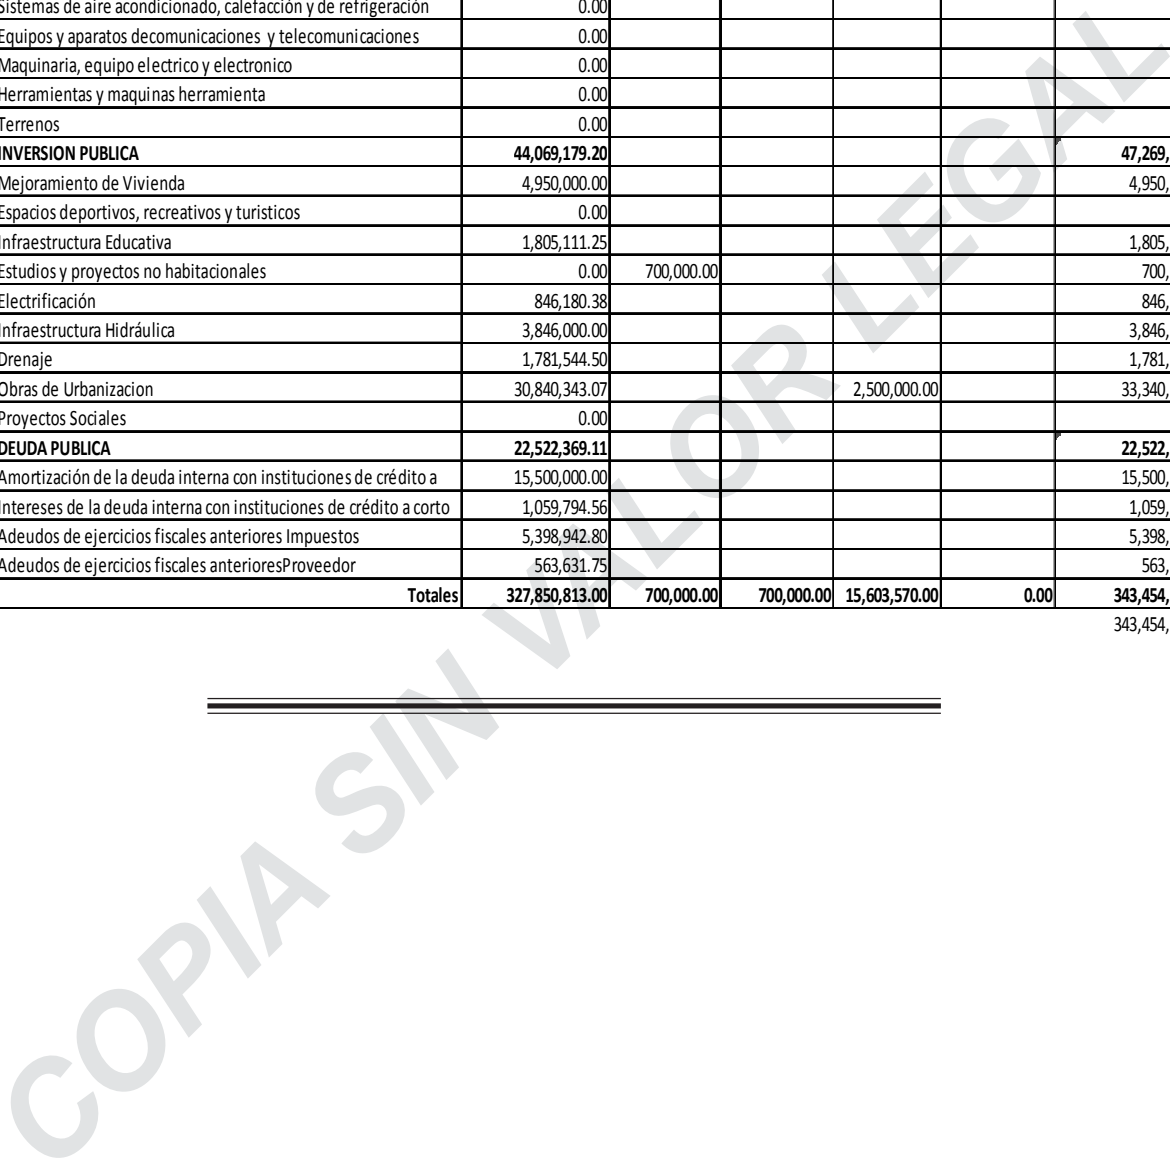 Sistemas de aire acondicionado, calefacción y de refrigeración 0.00
Equipos y aparatos decomunicaciones y telecomunicaciones 0.00
Maquinaria, equipo electrico y electronico 0.00
Herramientas y maquinas herramienta 0.00
Terrenos 0.00
INVERSION PUBLICA 44,069,179.20 47,269,
Mejoramiento de Vivienda 4,950,000.00 4,950,
Espacios deportivos, recreativos y turisticos 0.00
Infraestructura Educativa 1,805,111.25 1,805,
Estudios y proyectos no habitacionales 0.00 700,000.00 700,
Electrificación 846,180.38 846,
Infraestructura Hidráulica 3,846,000.00 3,846,
Drenaje 1,781,544.50 1,781,
Obras de Urbanizacion 30,840,343.07 2,500,000.00 33,340,
Proyectos Sociales 0.00
DEUDA PUBLICA 22,522,369.11 22,522,
Amortización de la deuda interna con instituciones de crédito a 15,500,000.00 15,500,
Intereses de la deuda interna con instituciones de crédito a corto 1,059,794.56 1,059,
Adeudos de ejercicios fiscales anteriores Impuestos 5,398,942.80 5,398,
Adeudos de ejercicios fiscales anterioresProveedor 563,631.75 563,
Totales 327,850,813.00 700,000.00 700,000.00 15,603,570.00 0.00 343,454,
343,454,
COPIA SIN VALOR LEGAL